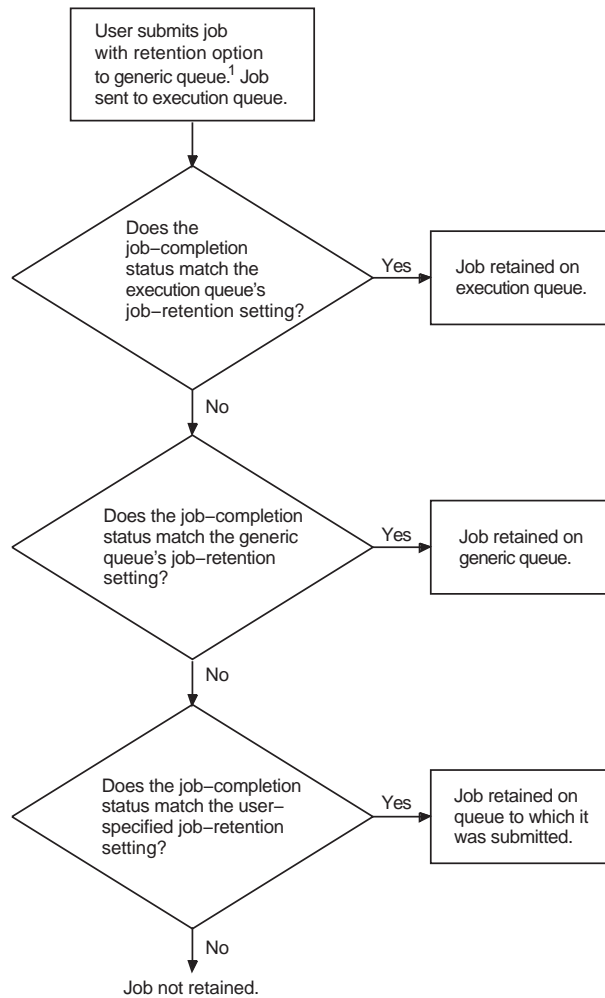 User submits job
with retention option
to generic queue.¹ Job
sent to execution queue.
Does the
job–completion
status match the
execution queue's
job–retention setting?
Yes
Job retained on
execution queue.
No
Does the job–completion
status match the generic
queue's job–retention
setting?
Yes
Job retained on
generic queue.
No
Does the job–completion
status match the user–
specified job–retention
setting?
Yes
Job retained on
queue to which it
was submitted.
No
Job not retained.